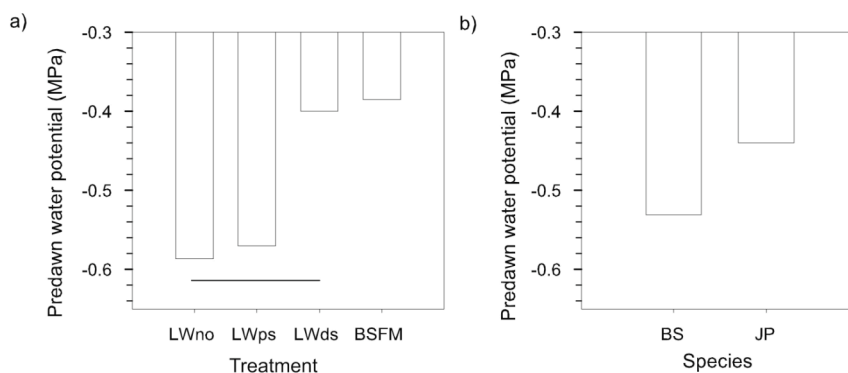 a)
Predawn water potential (MPa)
-0.3
-0.4
-0.5
-0.6
LWno LWps LWds BSFM
Treatment
b)
Predawn water potential (MPa)
-0.3
-0.4
-0.5
-0.6
BS JP
Species